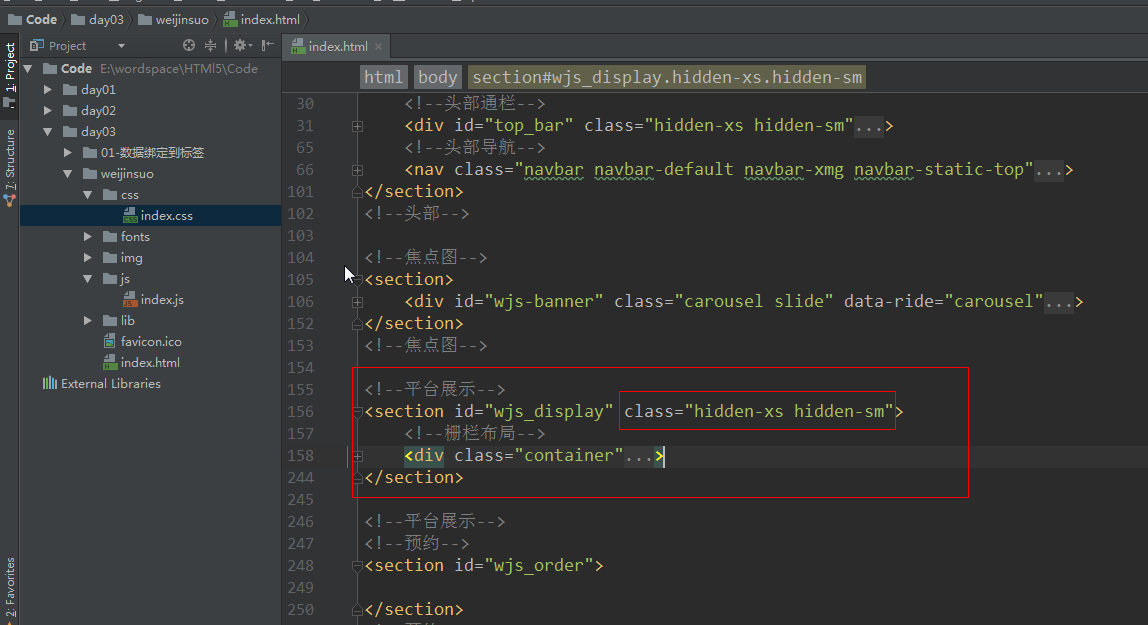 Code day03 weijinsuo index.html
Project
index.html
1: Project
7: Structure
2: Favorites
Code E:\wordspace\HTMl5\Code
day01
day02
day03
01-数据绑定到标签
weijinsuo
css
index.css
fonts
img
js
index.js
lib
favicon.ico
index.html
External Libraries
html body section#wjs_display.hidden-xs.hidden-sm
30 <!--头部通栏-->
31 <div id="top_bar" class="hidden-xs hidden-sm"...>
65 <!--头部导航-->
66 <nav class="navbar navbar-default navbar-xmg navbar-static-top"...>
101 </section>
102 <!--头部-->
103
104 <!--焦点图-->
105 <section>
106 <div id="wjs-banner" class="carousel slide" data-ride="carousel"...>
152 </section>
153 <!--焦点图-->
154
155 <!--平台展示-->
156 <section id="wjs_display" class="hidden-xs hidden-sm">
157 <!--栅栏布局-->
158 <div class="container"...>
244 </section>
245
246 <!--平台展示-->
247 <!--预约-->
248 <section id="wjs_order">
249
250 </section>